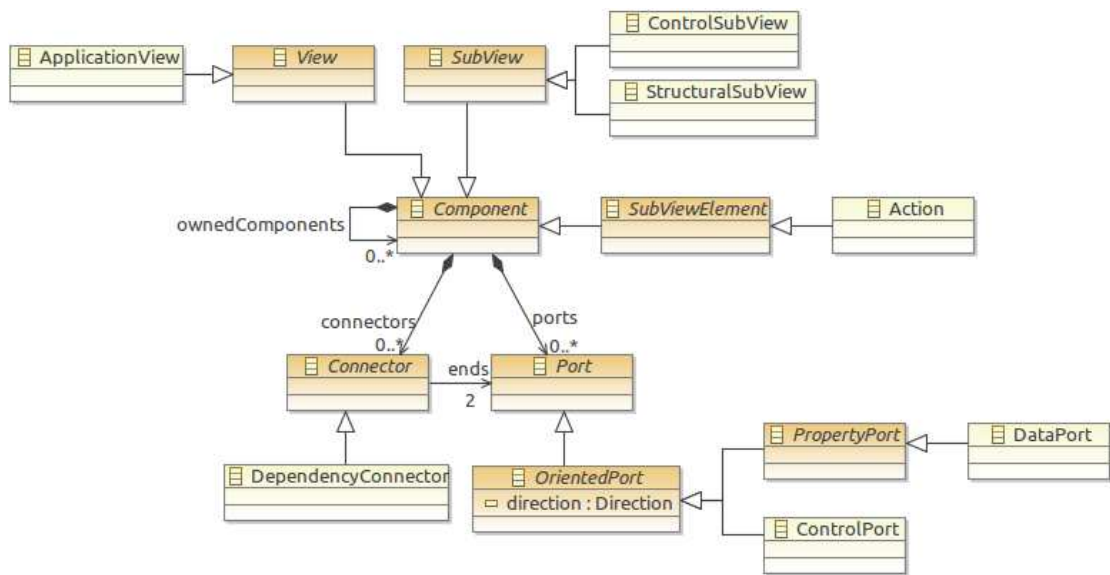 ControlSubView
ApplicationView
View
SubView
StructuralSubView
Component
SubViewElement
Action
ownedComponents
0..*
connectors
ports
0..*
0..*
Connector
ends
Port
2
PropertyPort
DataPort
DependencyConnector
OrientedPort
direction : Direction
ControlPort